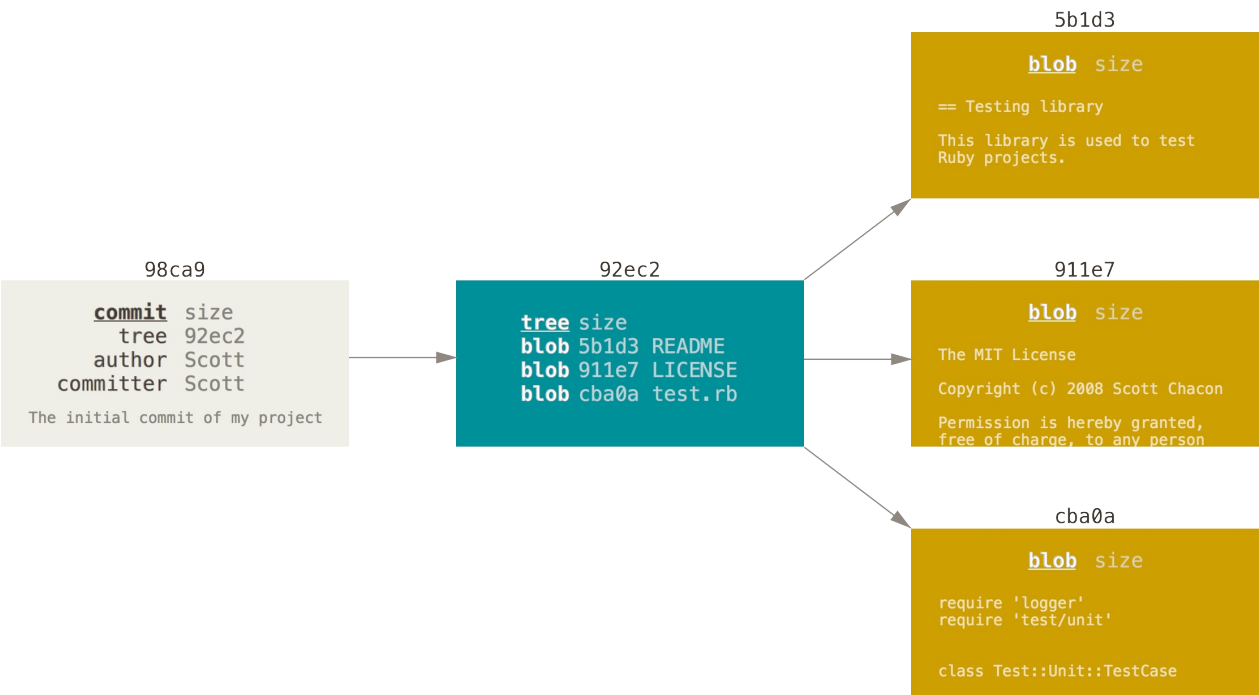 98ca9
commit size
tree 92ec2
author Scott
committer Scott
The initial commit of my project
92ec2
tree size
blob 5b1d3 README
blob 911e7 LICENSE
blob cba0a test.rb
5b1d3
blob size
== Testing library
This library is used to test
Ruby projects.
911e7
blob size
The MIT License
Copyright (c) 2008 Scott Chacon
Permission is hereby granted,
free of charge, to any person
cba0a
blob size
require 'logger'
require 'test/unit'
class Test::Unit::TestCase